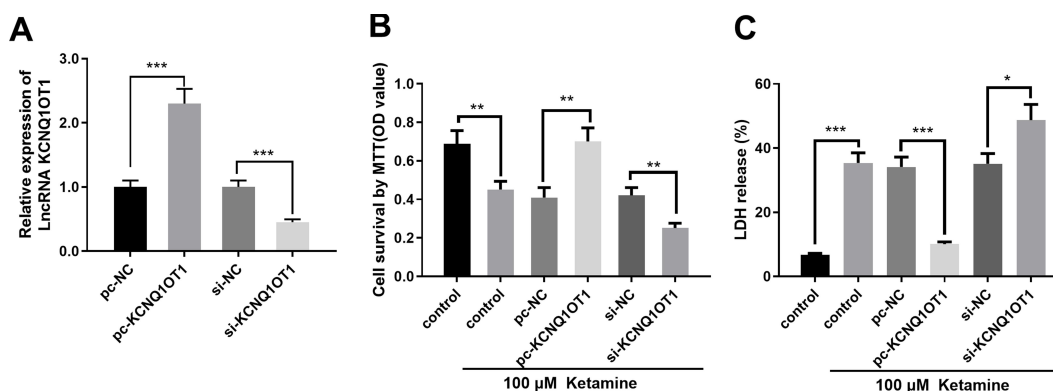 A
Relative expression of
LncRNA KCNQ1OT1
3.0
2.0
1.0
0.0
***
***
pc-NC
pc-KCNQ1OT1
si-NC
si-KCNQ1OT1
B
Cell survival by MTT(OD value)
1.0
0.8
0.6
0.4
0.2
0.0
**
**
**
control
control
pc-NC
pc-KCNQ1OT1
si-NC
si-KCNQ1OT1
100 μM Ketamine
C
LDH release (%)
60
40
20
0
***
***
*
control
control
pc-NC
pc-KCNQ1OT1
si-NC
si-KCNQ1OT1
100 μM Ketamine